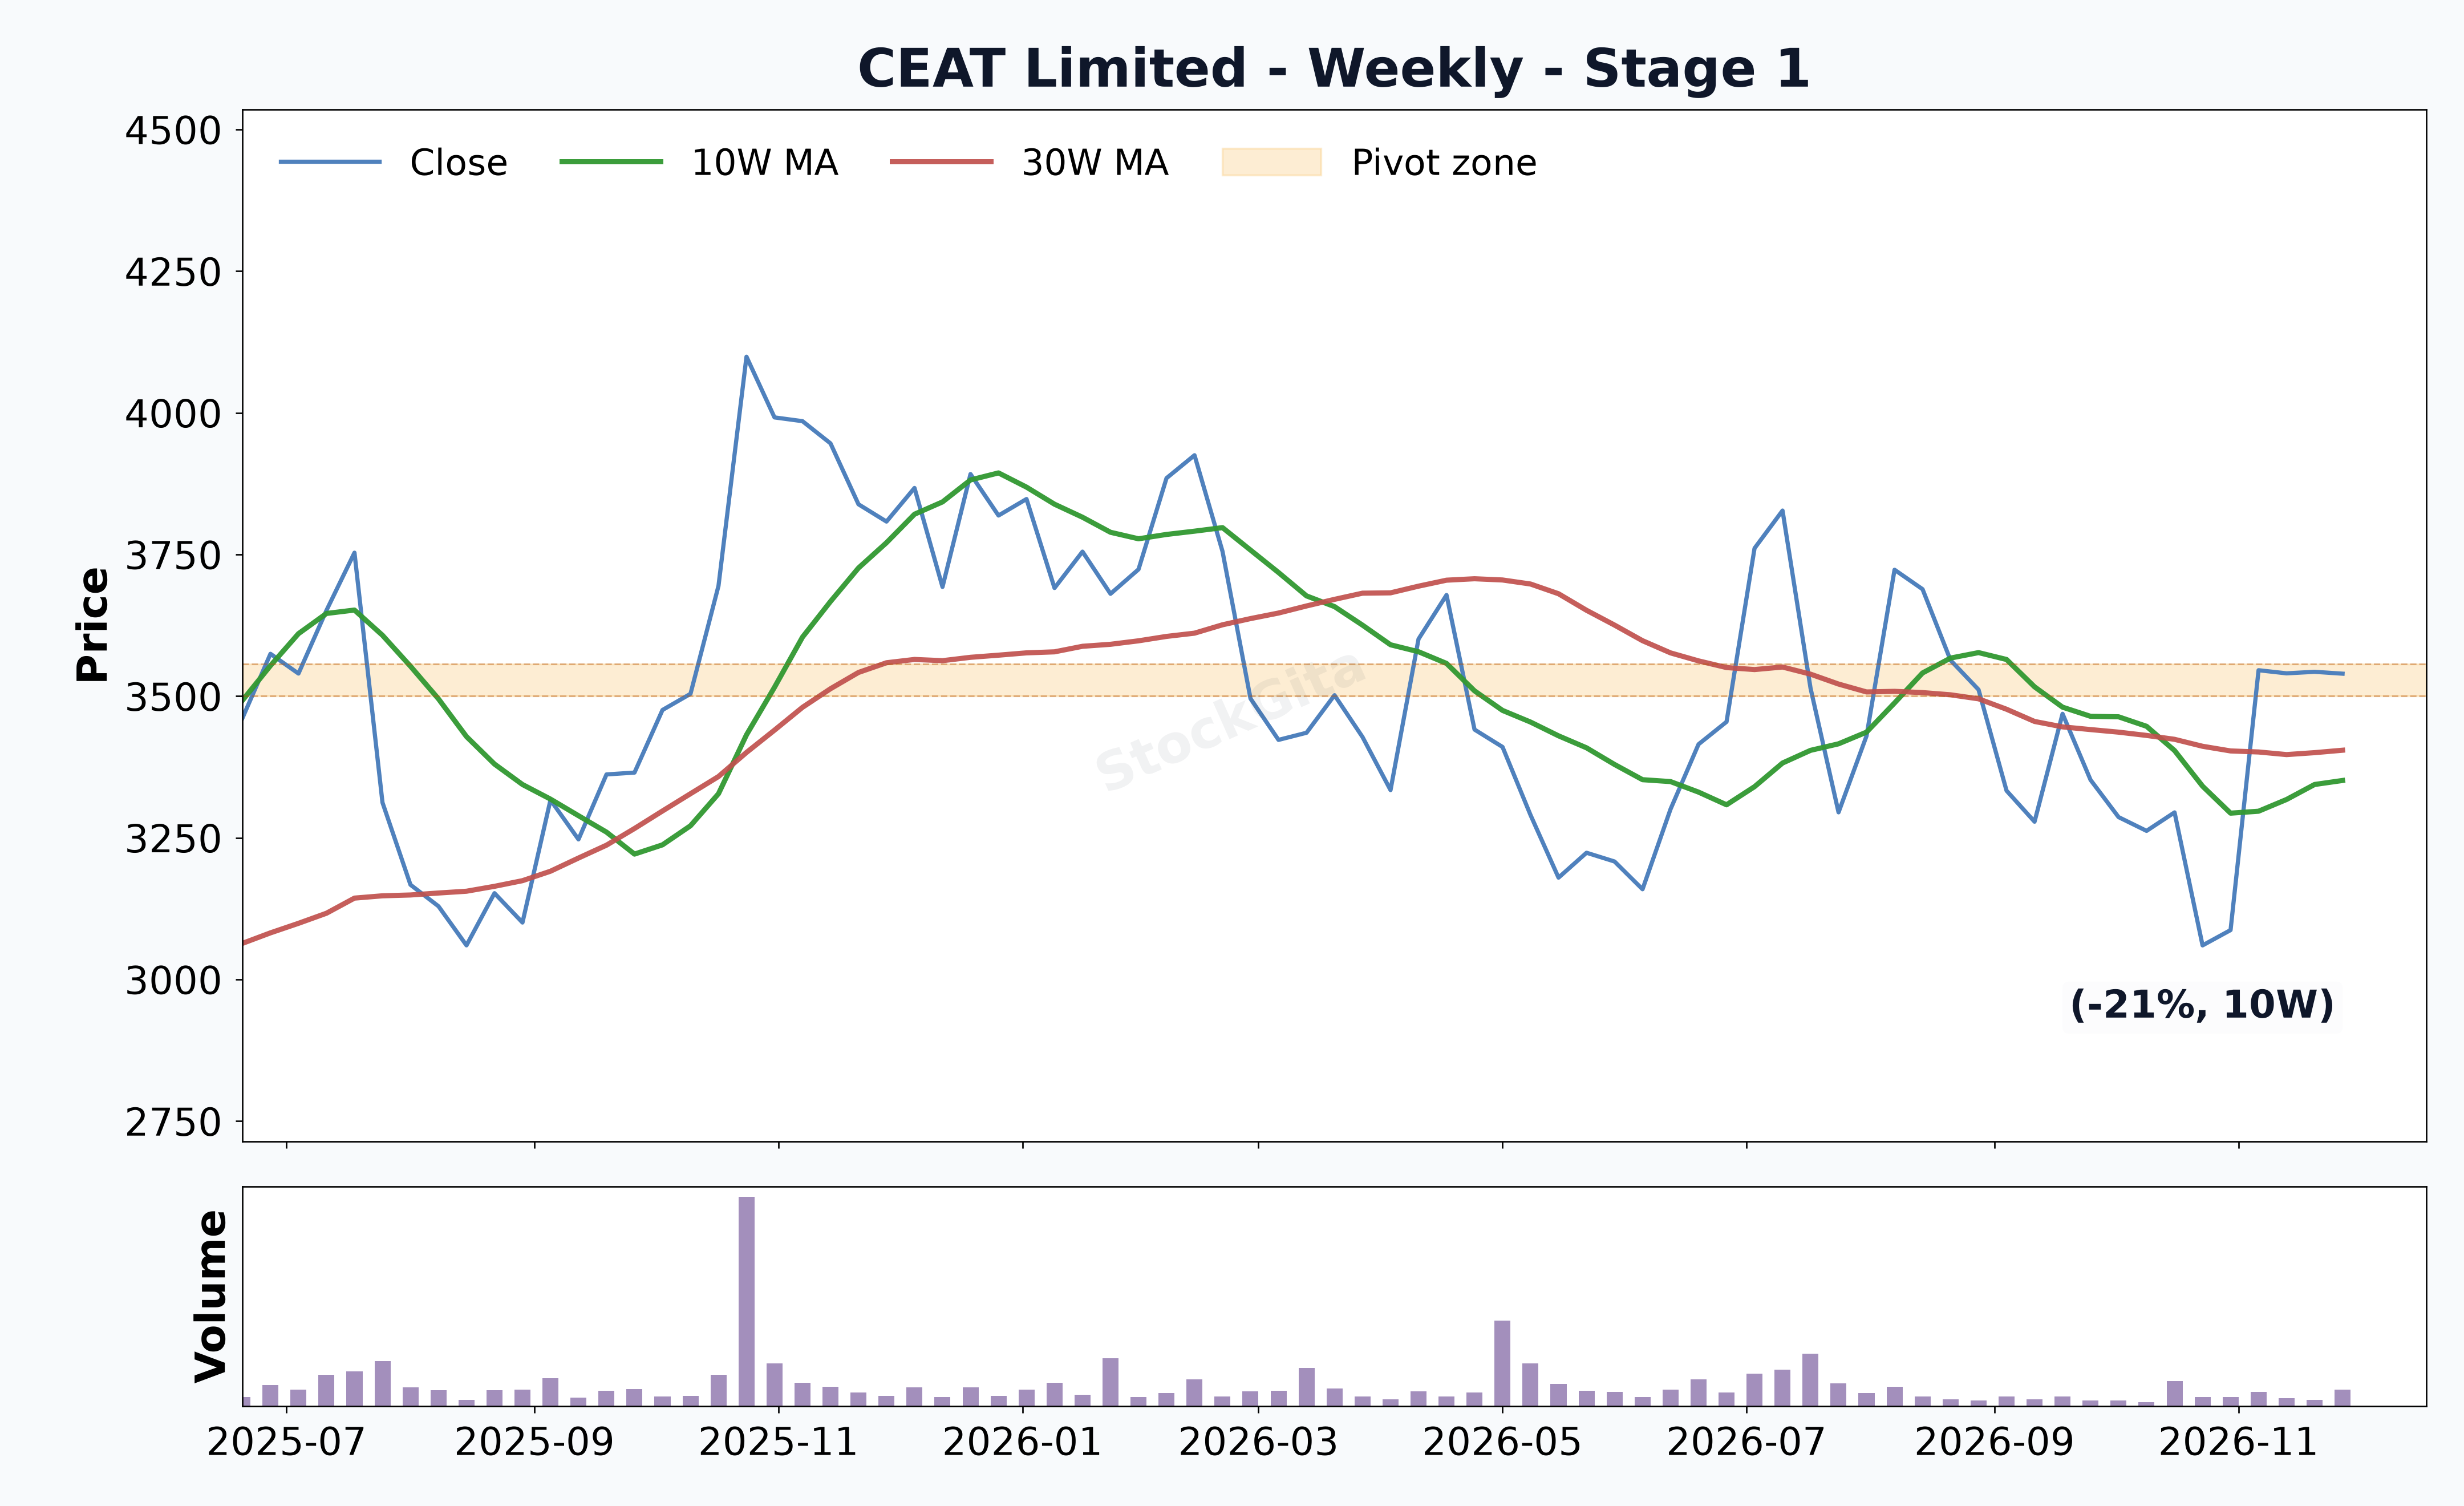 CEAT Limited - Weekly - Stage 1
Close
10W MA
30W MA
Pivot zone
Price
4500
4250
4000
3750
3500
3250
3000
2750
StockGita
(-21%, 10W)
Volume
2025-07
2025-09
2025-11
2026-01
2026-03
2026-05
2026-07
2026-09
2026-11